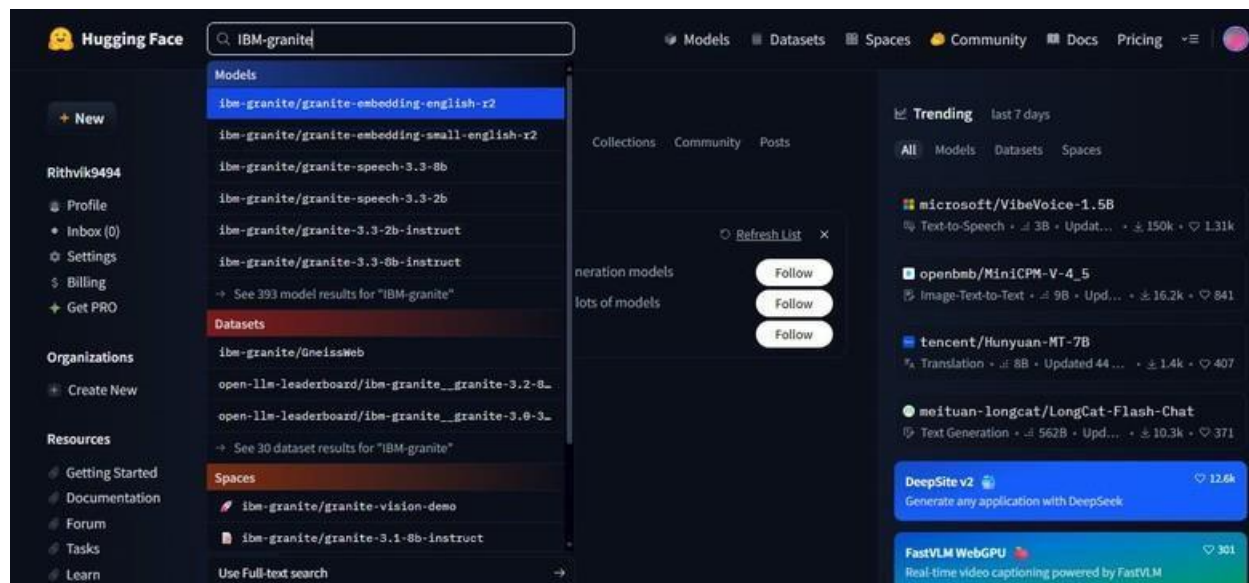 Hugging Face
IBM-granite
Models
Datasets
Spaces
Community
Docs
Pricing
+ New
Rithvik9494
Profile
Inbox (0)
Settings
Billing
Get PRO
Organizations
Create New
Resources
Getting Started
Documentation
Forum
Tasks
Learn
Models
ibm-granite/granite-embedding-english-r2
ibm-granite/granite-embedding-small-english-r2
ibm-granite/granite-speech-3.3-8b
ibm-granite/granite-speech-3.3-2b
ibm-granite/granite-3.3-2b-instruct
ibm-granite/granite-3.3-8b-instruct
→ See 393 model results for "IBM-granite"
Datasets
ibm-granite/GneissWeb
open-llm-leaderboard/ibm-granite__granite-3.2-8…
open-llm-leaderboard/ibm-granite__granite-3.0-3…
→ See 30 dataset results for "IBM-granite"
Spaces
ibm-granite/granite-vision-demo
ibm-granite/granite-3.1-8b-instruct
Use Full-text search →
Collections Community Posts
Refresh List ×
neration models
Follow
lots of models
Follow
Follow
Trending last 7 days
All Models Datasets Spaces
microsoft/VibeVoice-1.5B
Text-to-Speech • 3B • Updat... • 150k • 1.31k
openbmb/MiniCPM-V-4_5
Image-Text-to-Text • 9B • Upd... • 16.2k • 841
tencent/Hunyuan-MT-7B
Translation • 8B • Updated 44 ... • 1.4k • 407
meituan-longcat/LongCat-Flash-Chat
Text Generation • 562B • Upd... • 10.3k • 371
DeepSite v2 12.6k
Generate any application with DeepSeek
FastVLM WebGPU 301
Real-time video captioning powered by FastVLM